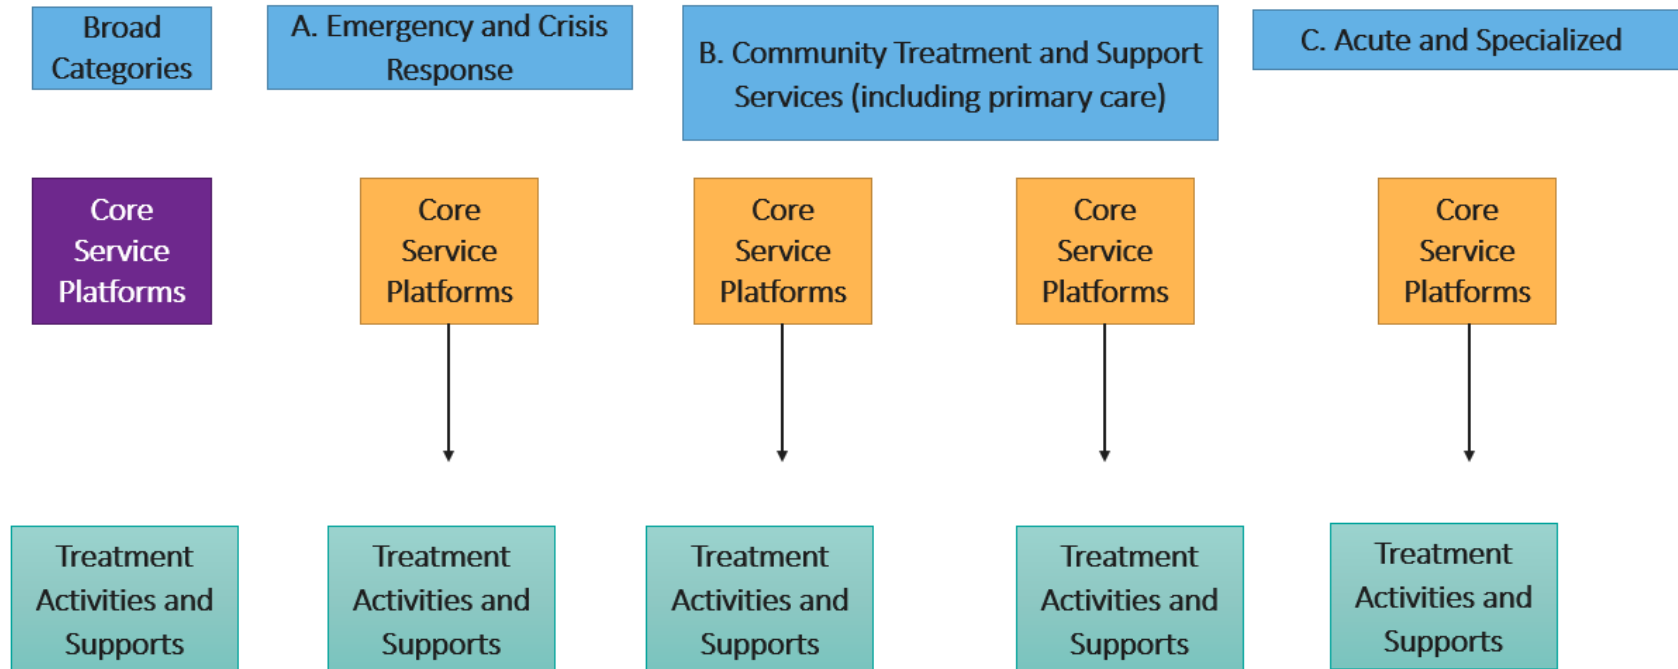 Broad
Categories
A. Emergency and Crisis
Response
B. Community Treatment and Support
Services (including primary care)
C. Acute and Specialized
Core
Service
Platforms
Core
Service
Platforms
Core
Service
Platforms
Core
Service
Platforms
Core
Service
Platforms
Treatment
Activities and
Supports
Treatment
Activities and
Supports
Treatment
Activities and
Supports
Treatment
Activities and
Supports
Treatment
Activities and
Supports